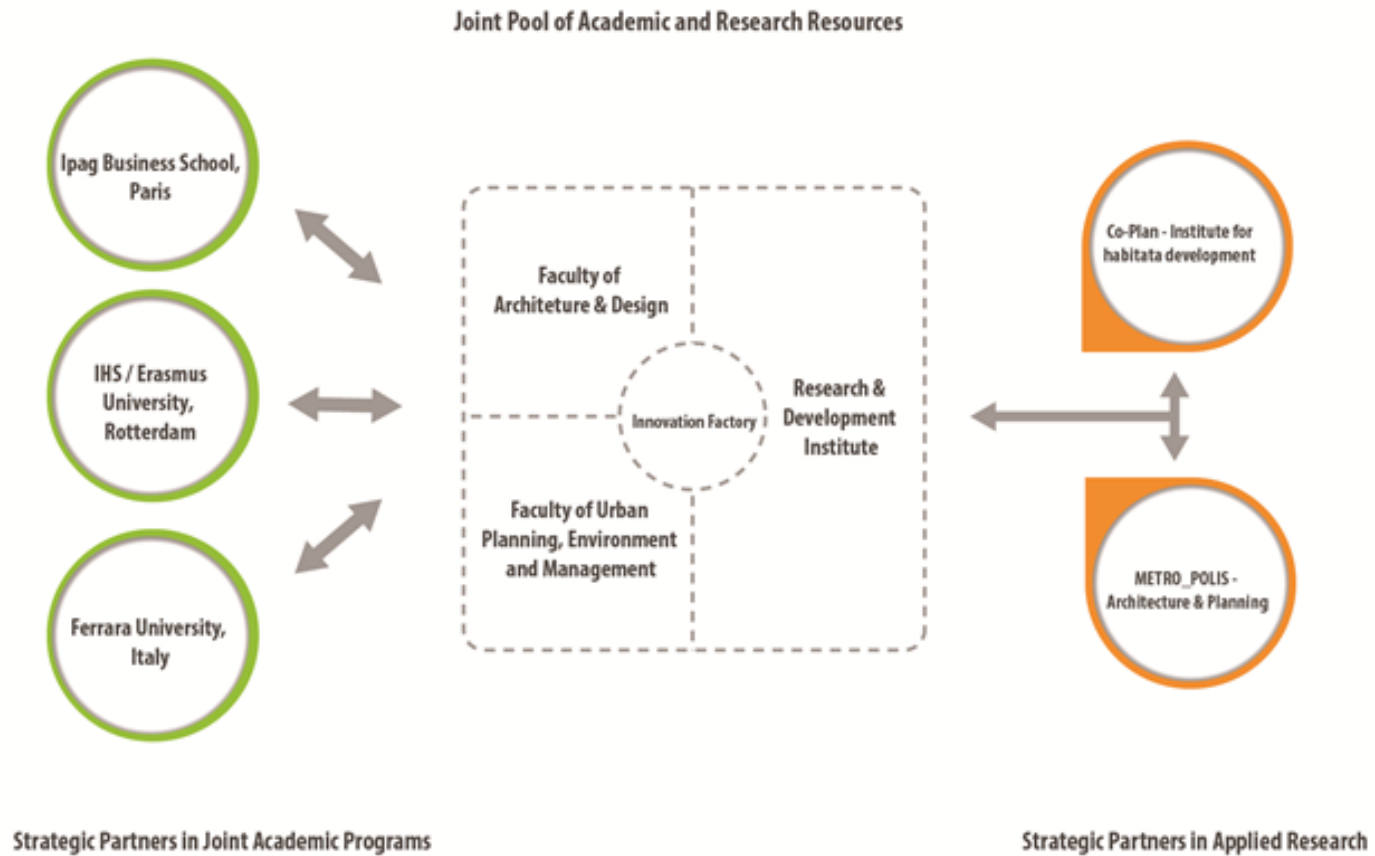 Joint Pool of Academic and Research Resources
Ipag Business School,
Paris
IHS / Erasmus
University,
Rotterdam
Ferrara University,
Italy
Faculty of
Architeture & Design
Innovation Factory
Research &
Development
Institute
Faculty of Urban
Planning, Environment
and Management
Co-Plan - Institute for
habitata development
METRO_POLIS -
Architecture & Planning
Strategic Partners in Joint Academic Programs
Strategic Partners in Applied Research